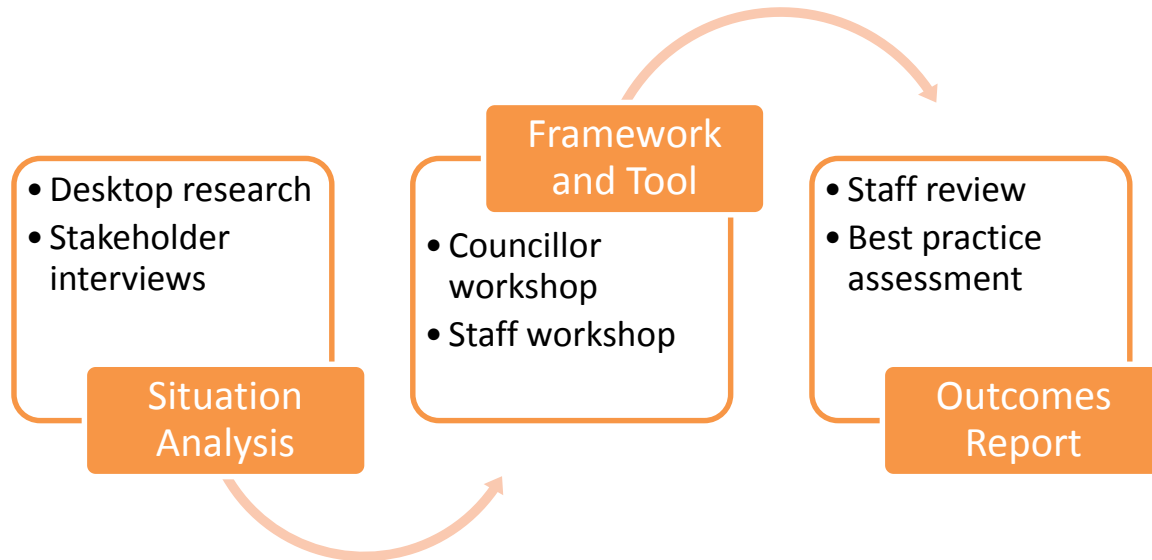 • Desktop research
• Stakeholder
interviews
Situation
Analysis
Framework
and Tool
• Councillor
workshop
• Staff workshop
• Staff review
• Best practice
assessment
Outcomes
Report